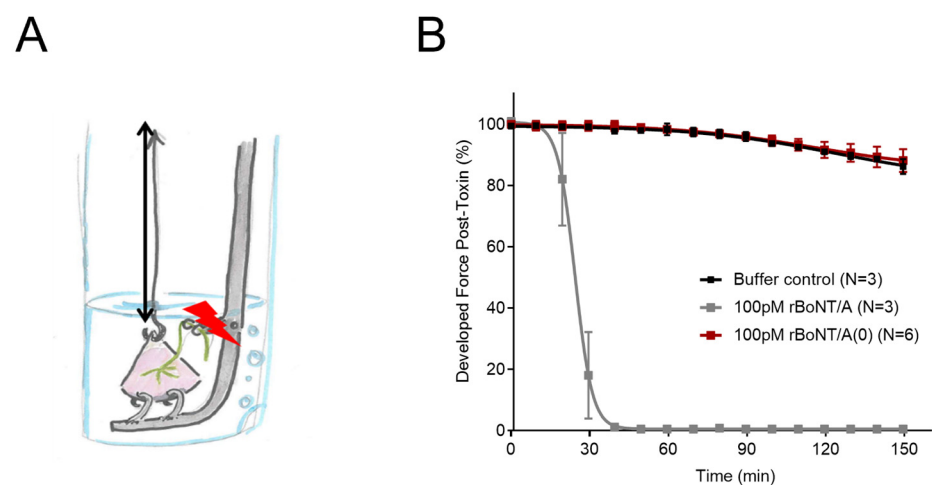 A
B
Developed Force Post-Toxin (%)
100
80
60
40
20
0
Buffer control (N=3)
100pM rBoNT/A (N=3)
100pM rBoNT/A(0) (N=6)
0 30 60 90 120 150
Time (min)